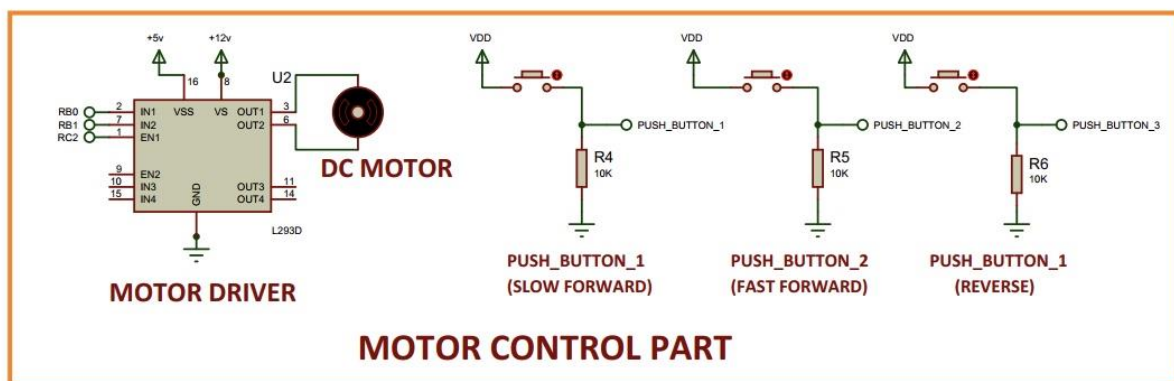 +5v
+12v
16
8
U2
RB0
RB1
RC2
2
7
1
IN1
IN2
EN1
VSS
VS
OUT1
OUT2
3
6
DC MOTOR
9
10
15
EN2
IN3
IN4
GND
OUT3
OUT4
11
14
L293D
MOTOR DRIVER
VDD
PUSH_BUTTON_1
R4
10K
PUSH_BUTTON_1
(SLOW FORWARD)
VDD
PUSH_BUTTON_2
R5
10K
PUSH_BUTTON_2
(FAST FORWARD)
VDD
PUSH_BUTTON_3
R6
10K
PUSH_BUTTON_1
(REVERSE)
MOTOR CONTROL PART